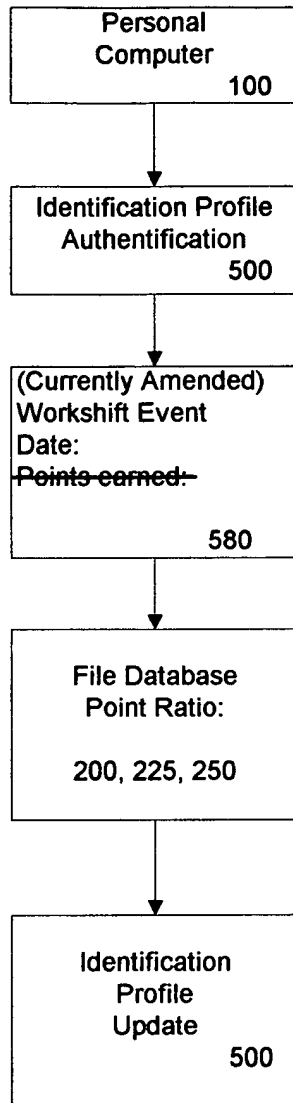 Personal
Computer
100
Identification Profile
Authentification
500
(Currently Amended)
Workshift Event
Date:
Points earned:
580
File Database
Point Ratio:
200, 225, 250
Identification
Profile
Update
500